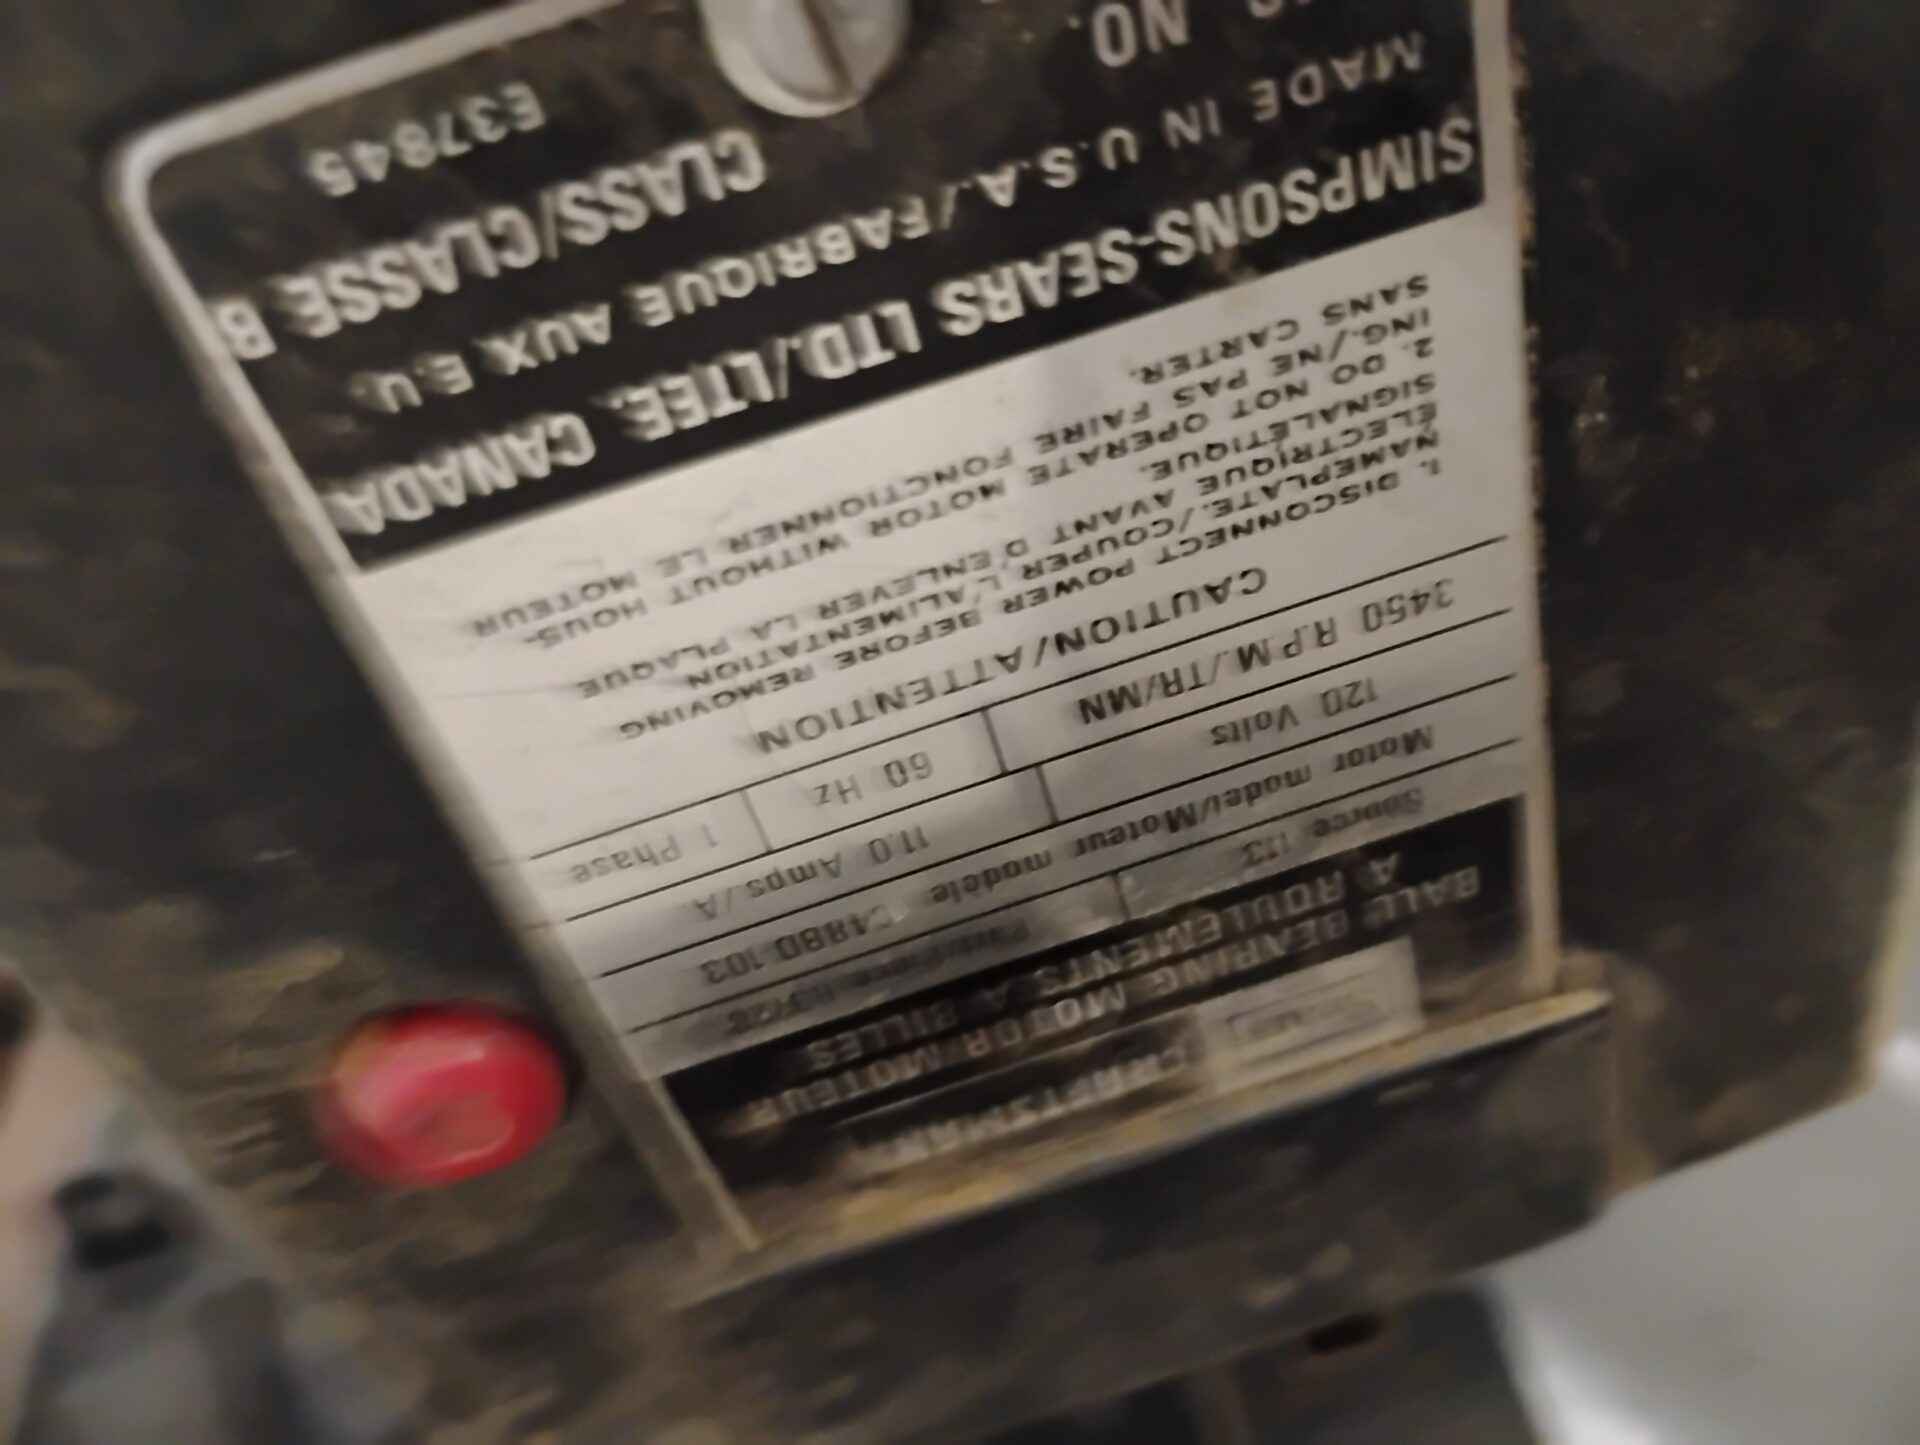 CRAFTSMAN
BALL BEARING MOTOR/MOTEUR
A ROULEMENTS A BILLES
Source 113
Motor model/Moteur modele C4880.103
120 Volts 11.0 Amps./A.
3450 R.P.M./TR/MN 60 Hz 1 Phase
CAUTION/ATTENTION
1. DISCONNECT POWER BEFORE REMOVING
NAMEPLATE./COUPER L'ALIMENTATION
ELECTRIQUE AVANT D'ENLEVER LA PLAQUE
SIGNALETIQUE.
2. DO NOT OPERATE MOTOR WITHOUT HOUS-
ING./NE PAS FAIRE FONCTIONNER LE MOTEUR
SANS CARTER.
SIMPSONS-SEARS LTD./LTEE. CANADA
MADE IN U.S.A./FABRIQUE AUX E.U.
NO. CLASS/CLASSE B
E37845